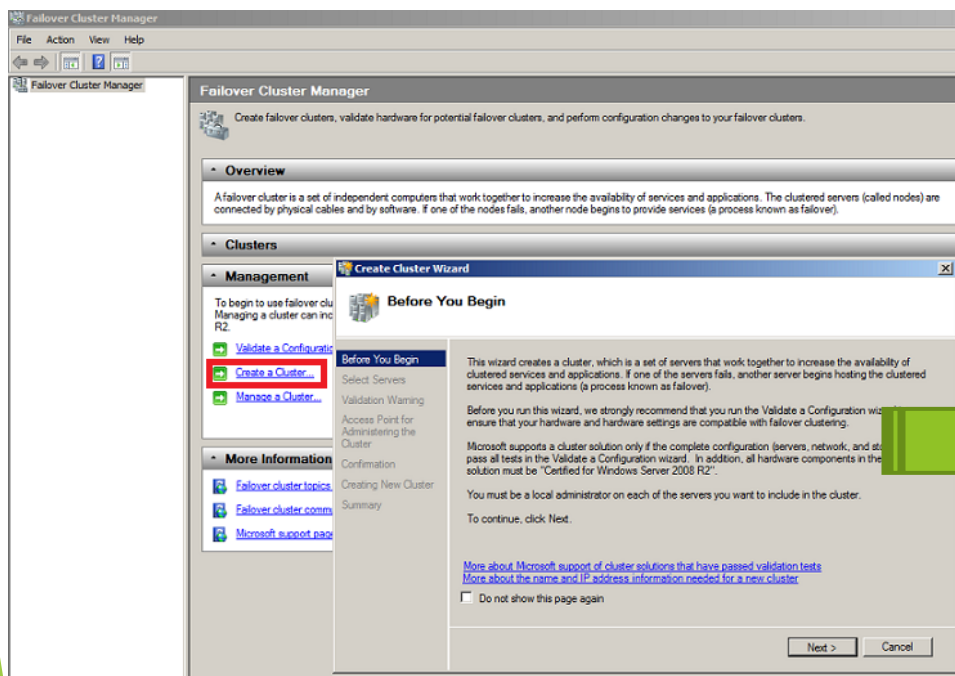 Failover Cluster Manager
File Action View Help
Failover Cluster Manager
Failover Cluster Manager
Create failover clusters, validate hardware for potential failover clusters, and perform configuration changes to your failover clusters.
Overview
A failover cluster is a set of independent computers that work together to increase the availability of services and applications. The clustered servers (called nodes) are
connected by physical cables and by software. If one of the nodes fails, another node begins to provide services (a process known as failover).
Clusters
Management
To begin to use failover clu
Managing a cluster can inc
R2.
Validate a Configuratio
Create a Cluster...
Manage a Cluster...
More Information
Failover cluster topics
Failover cluster commu
Microsoft support page
Create Cluster Wizard
Before You Begin
Before You Begin
Select Servers
Validation Warning
Access Point for
Administering the
Cluster
Confirmation
Creating New Cluster
Summary
This wizard creates a cluster, which is a set of servers that work together to increase the availability of
clustered services and applications. If one of the servers fails, another server begins hosting the clustered
services and applications (a process known as failover).
Before you run this wizard, we strongly recommend that you run the Validate a Configuration
ensure that your hardware and hardware settings are compatible with failover clustering.
Microsoft supports a cluster solution only if the complete configuration (servers, network, and
pass all tests in the Validate a Configuration wizard. In addition, all hardware components in the
solution must be "Certified for Windows Server 2008 R2".
You must be a local administrator on each of the servers you want to include in the cluster.
To continue, click Next.
More about Microsoft support of cluster solutions that have passed validation tests
More about the name and IP address information needed for a new cluster
Do not show this page again
Next >
Cancel